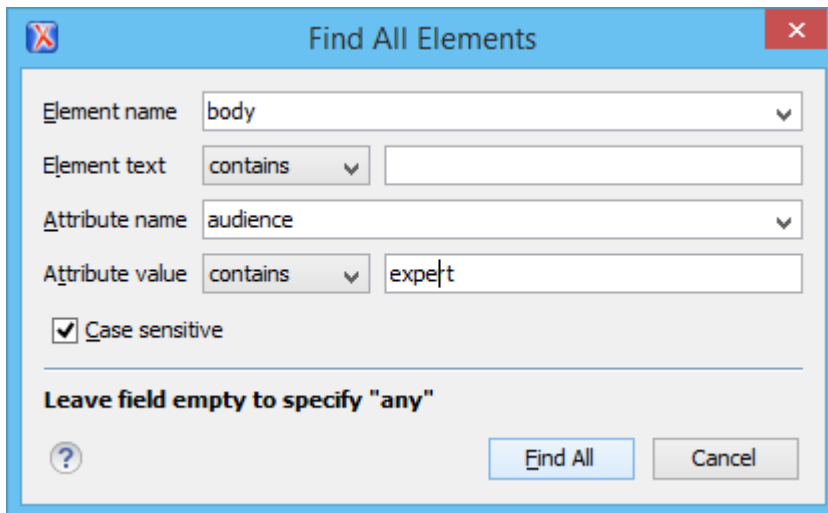 Find All Elements
Element name body
Element text contains
Attribute name audience
Attribute value contains expert
Case sensitive
Leave field empty to specify "any"
? Find All Cancel